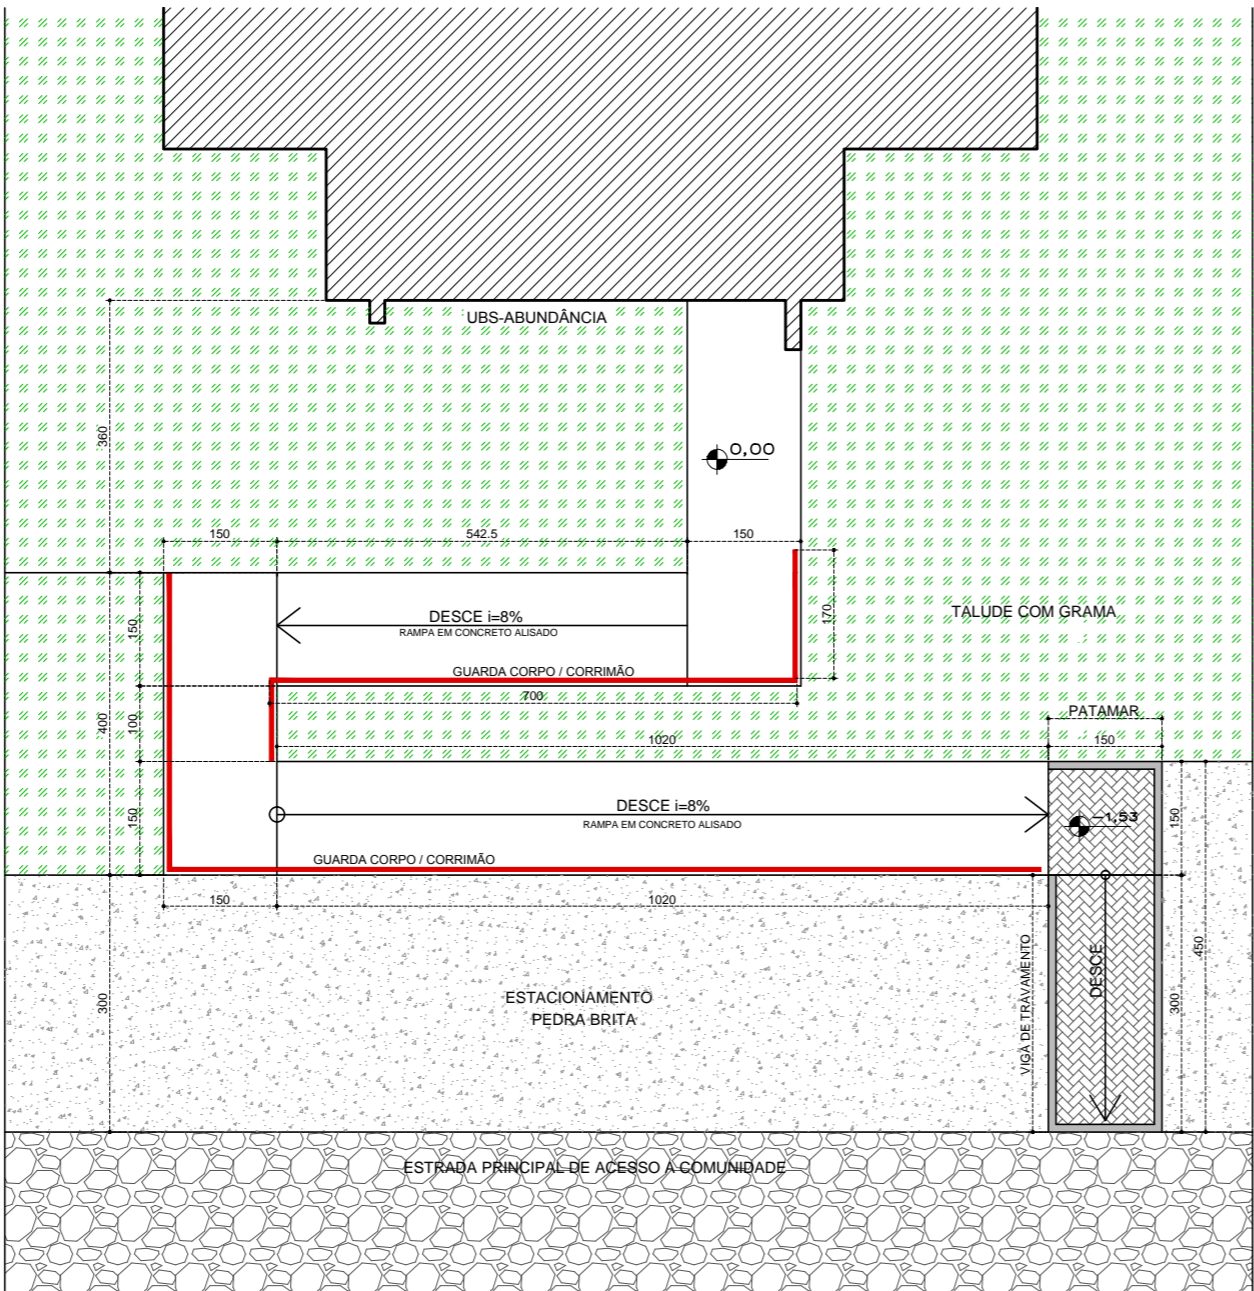 UBS-ABUNDÂNCIA
360
0,00
150
542.5
150
150
DESCE i=8%
RAMPA EM CONCRETO ALISADO
170
TALUDE COM GRAMA
GUARDA CORPO / CORRIMÃO
700
PATAMAR
400
100
1020
150
150
DESCE i=8%
RAMPA EM CONCRETO ALISADO
-1,53
150
GUARDA CORPO / CORRIMÃO
150
1020
VIGA DE TRAVAMENTO
DESCE
450
300
300
ESTACIONAMENTO
PEDRA BRITA
ESTRADA PRINCIPAL DE ACESSO A COMUNIDADE